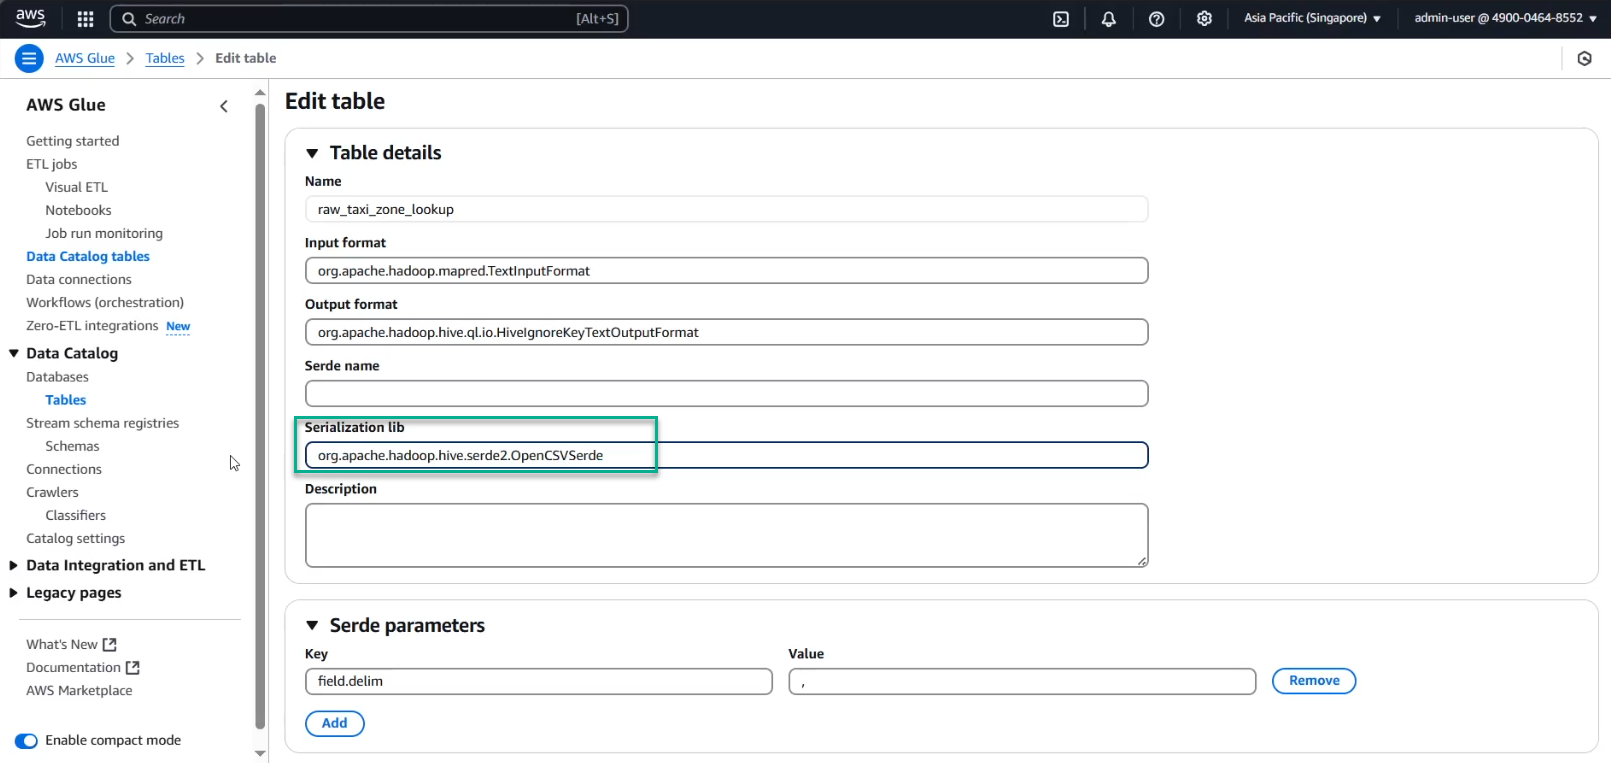 aws
Search [Alt+S]
Asia Pacific (Singapore) ▼
admin-user @ 4900-0464-8552 ▼
AWS Glue > Tables > Edit table
AWS Glue
Getting started
ETL jobs
Visual ETL
Notebooks
Job run monitoring
Data Catalog tables
Data connections
Workflows (orchestration)
Zero-ETL integrations New
Data Catalog
Databases
Tables
Stream schema registries
Schemas
Connections
Crawlers
Classifiers
Catalog settings
Data Integration and ETL
Legacy pages
What's New
Documentation
AWS Marketplace
Enable compact mode
Edit table
Table details
Name
raw_taxi_zone_lookup
Input format
org.apache.hadoop.mapred.TextInputFormat
Output format
org.apache.hadoop.hive.ql.io.HiveIgnoreKeyTextOutputFormat
Serde name
Serialization lib
org.apache.hadoop.hive.serde2.OpenCSVSerde
Description
Serde parameters
Key Value
field.delim , Remove
Add